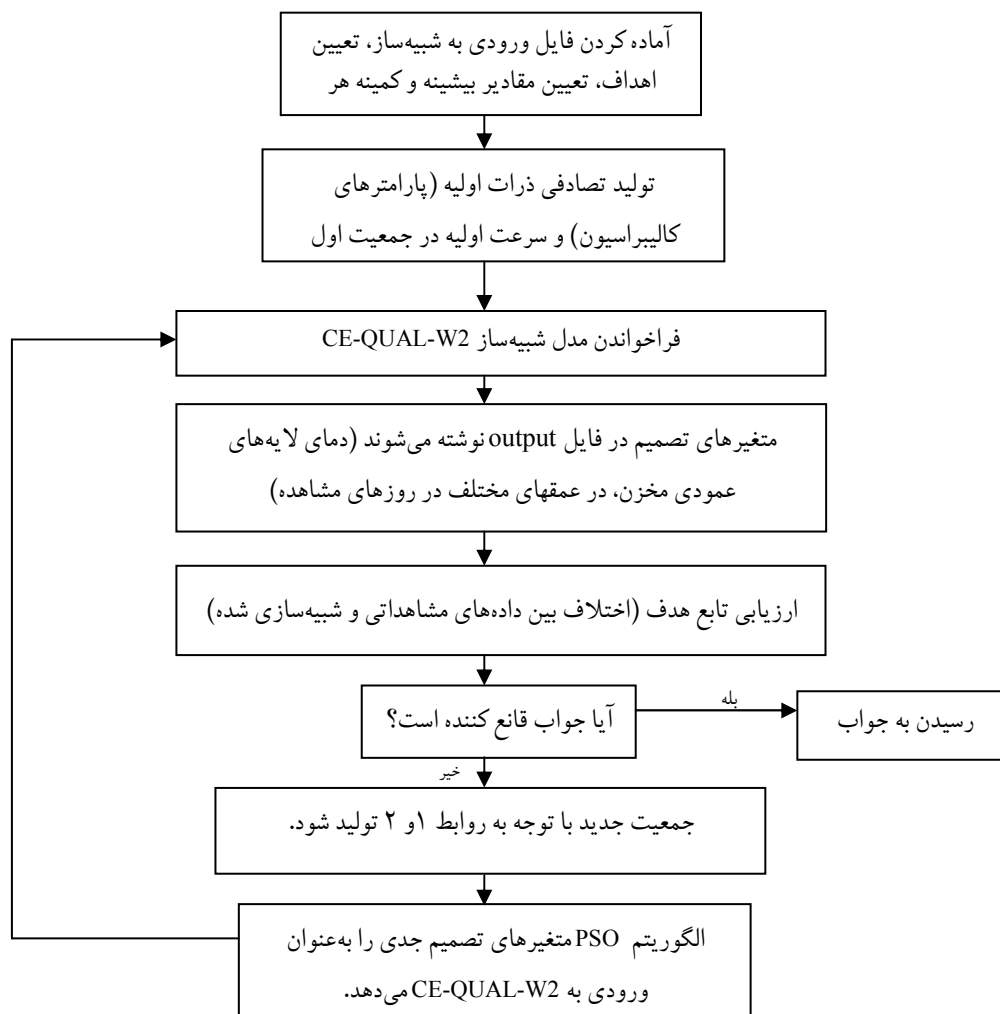 آماده کردن فایل ورودی به شبیه‌ساز، تعیین
اهداف، تعیین مقادیر بیشینه و کمینه هر
تولید تصادفی ذرات اولیه (پارامترهای
کالیبراسیون) و سرعت اولیه در جمعیت اول
فراخواندن مدل شبیه‌ساز CE-QUAL-W2
متغیرهای تصمیم در فایل output نوشته می‌شوند (دمای لایه‌های
عمودی مخزن، در عمقهای مختلف در روزهای مشاهده)
ارزیابی تابع هدف (اختلاف بین داده‌های مشاهداتی و شبیه‌سازی شده)
آیا جواب قانع کننده است؟
بله
رسیدن به جواب
خیر
جمعیت جدید با توجه به روابط ۱و ۲ تولید شود.
الگوریتم PSO متغیرهای تصمیم جدی را به‌عنوان
ورودی به CE-QUAL-W2 می‌دهد.